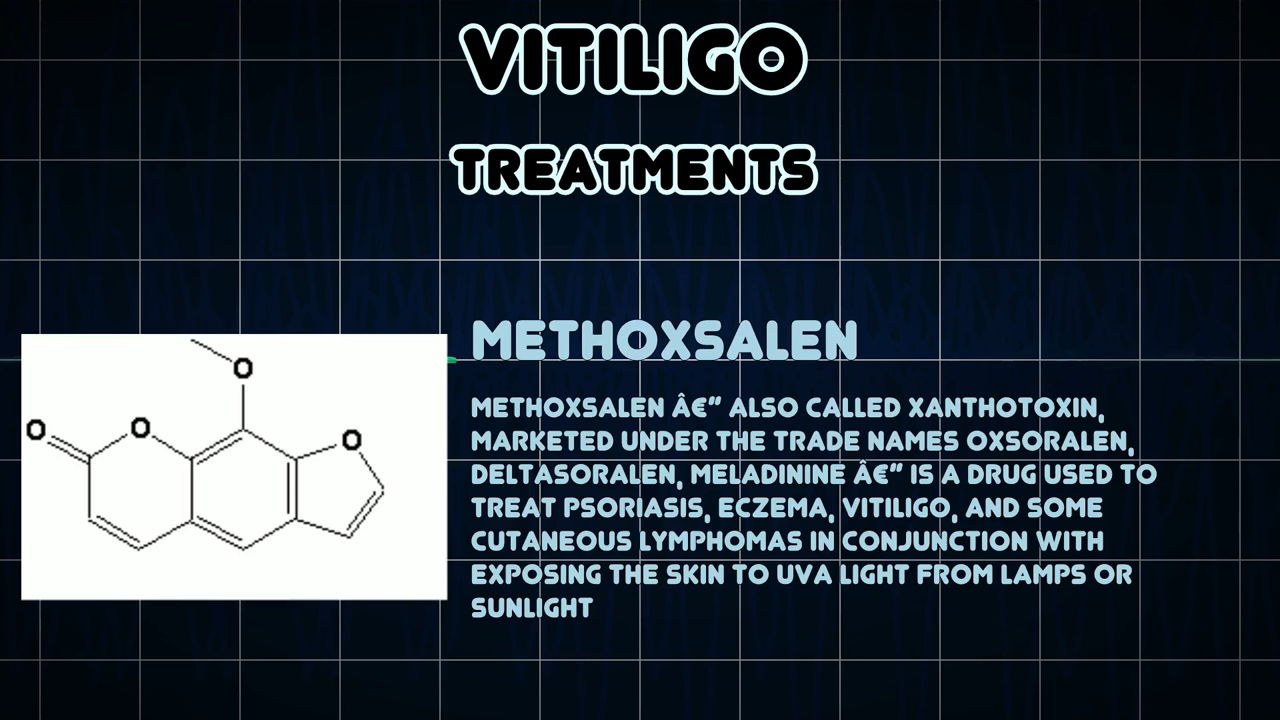 VITILIGO
TREATMENTS
METHOXSALEN
METHOXSALEN Â€” ALSO CALLED XANTHOTOXIN,
MARKETED UNDER THE TRADE NAMES OXSORALEN,
DELTASORALEN, MELADININE Â€” IS A DRUG USED TO
TREAT PSORIASIS, ECZEMA, VITILIGO, AND SOME
CUTANEOUS LYMPHOMAS IN CONJUNCTION WITH
EXPOSING THE SKIN TO UVA LIGHT FROM LAMPS OR
SUNLIGHT
O
O
O
O